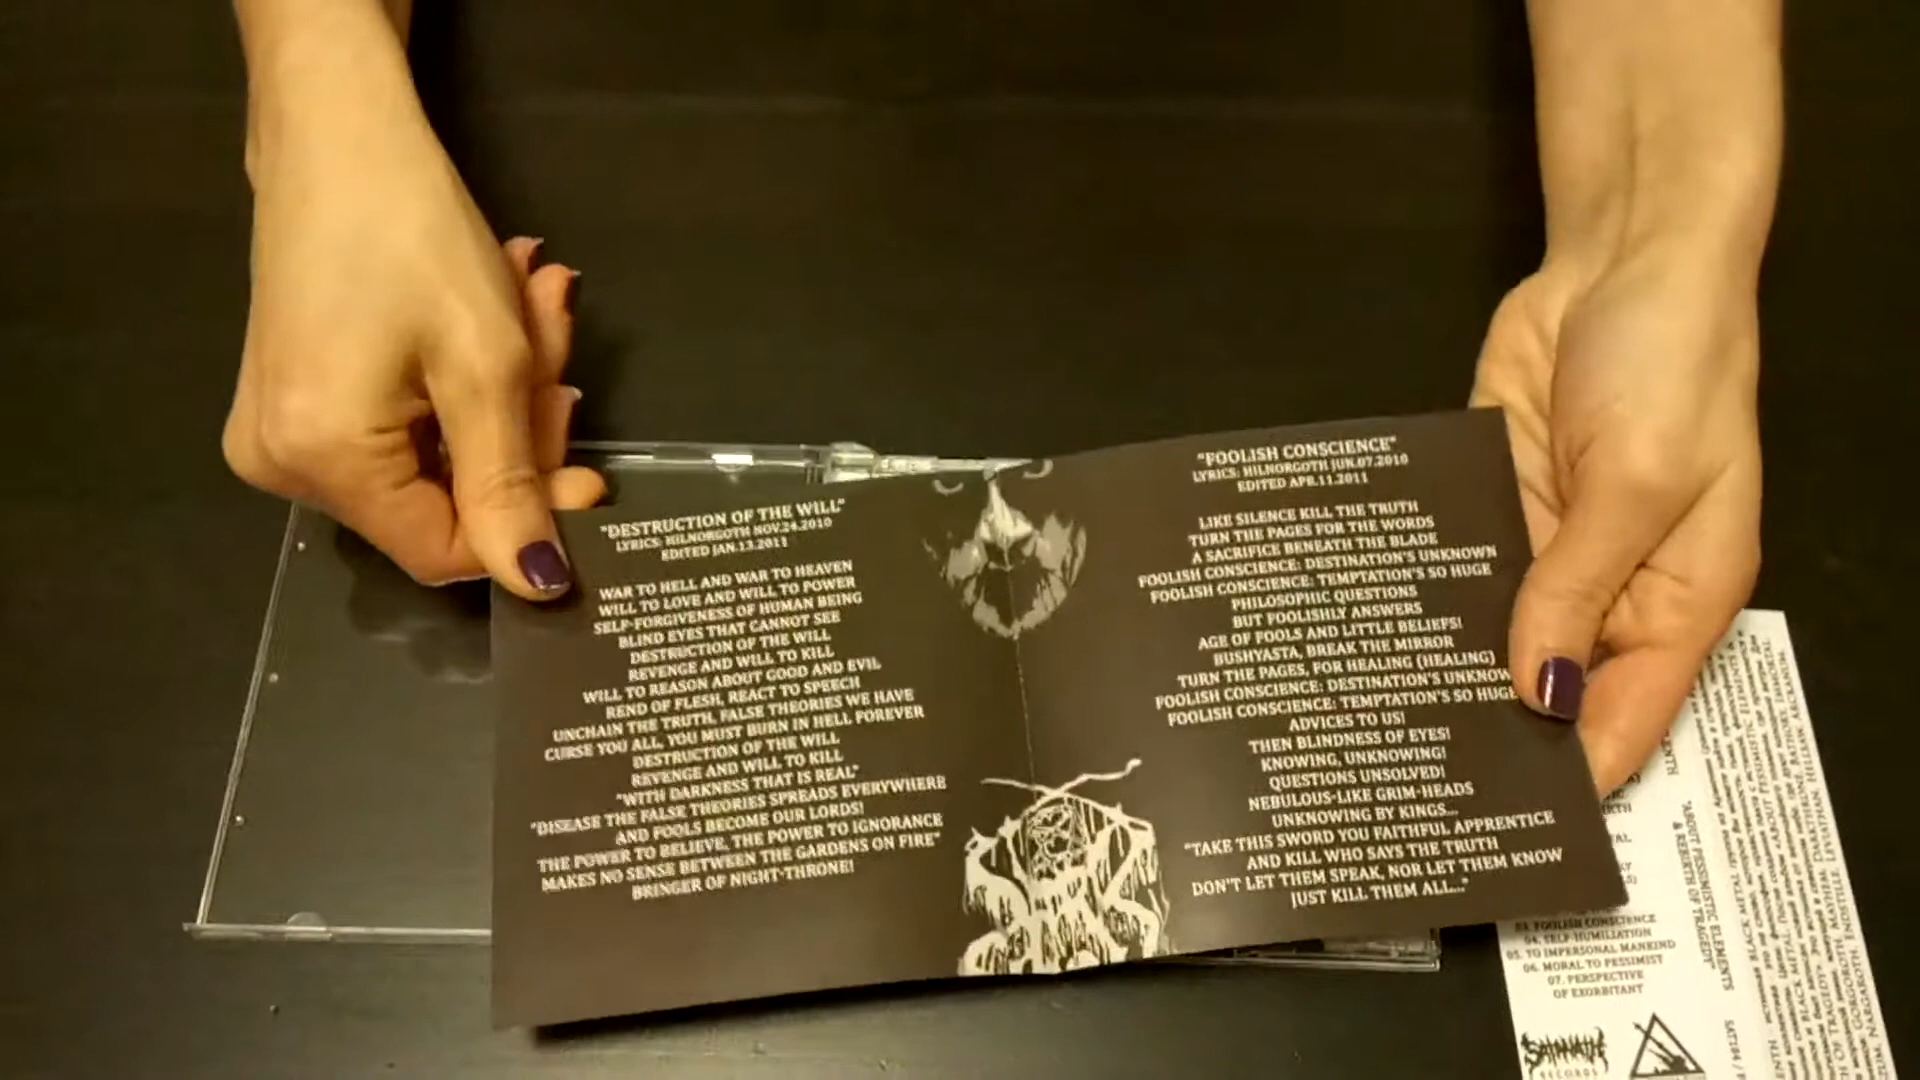 "DESTRUCTION OF THE WILL"
LYRICS: HILNORGOTH NOV.24.2010
EDITED JAN.13.2011
WAR TO HELL AND WAR TO HEAVEN
WILL TO LOVE AND WILL TO POWER
SELF-FORGIVENESS OF HUMAN BEING
BLIND EYES THAT CANNOT SEE
DESTRUCTION OF THE WILL
REVENGE AND WILL TO KILL
WILL TO REASON ABOUT GOOD AND EVIL
REND OF FLESH, REACT TO SPEECH
UNCHAIN THE TRUTH, FALSE THEORIES WE HAVE
CURSE YOU ALL, YOU MUST BURN IN HELL FOREVER
DESTRUCTION OF THE WILL
REVENGE AND WILL TO KILL
"WITH DARKNESS THAT IS REAL"
"DISEASE THE FALSE THEORIES SPREADS EVERYWHERE
AND FOOLS BECOME OUR LORDS!
THE POWER TO BELIEVE, THE POWER TO IGNORANCE
MAKES NO SENSE BETWEEN THE GARDENS ON FIRE"
BRINGER OF NIGHT-THRONE!
"FOOLISH CONSCIENCE"
LYRICS: HILNORGOTH JUN.07.2010
EDITED APR.11.2011
LIKE SILENCE KILL THE TRUTH
TURN THE PAGES FOR THE WORDS
A SACRIFICE BENEATH THE BLADE
FOOLISH CONSCIENCE: DESTINATION'S UNKNOWN
FOOLISH CONSCIENCE: TEMPTATION'S SO HUGE
PHILOSOPHIC QUESTIONS
BUT FOOLISHLY ANSWERS
AGE OF FOOLS AND LITTLE BELIEFS!
BUSHYASTA, BREAK THE MIRROR
TURN THE PAGES, FOR HEALING (HEALING)
FOOLISH CONSCIENCE: DESTINATION'S UNKNOW
FOOLISH CONSCIENCE: TEMPTATION'S SO HUGE
ADVICES TO US!
THEN BLINDNESS OF EYES!
KNOWING, UNKNOWING!
QUESTIONS UNSOLVED!
NEBULOUS-LIKE GRIM-HEADS
UNKNOWING BY KINGS...
"TAKE THIS SWORD YOU FAITHFUL APPRENTICE
AND KILL WHO SAYS THE TRUTH
DON'T LET THEM SPEAK, NOR LET THEM KNOW
JUST KILL THEM ALL..."
03. FOOLISH CONSCIENCE
04. SELF-HUMILIATION
05. TO IMPERSONAL MANKIND
06. MORAL TO PESSIMIST
07. PERSPECTIVE
OF EXORBITANT
"ABOUT PESSIMISTIC ELEMENTS
& REBIRTH OF TRAGEDY"
SATANATH
RECORDS